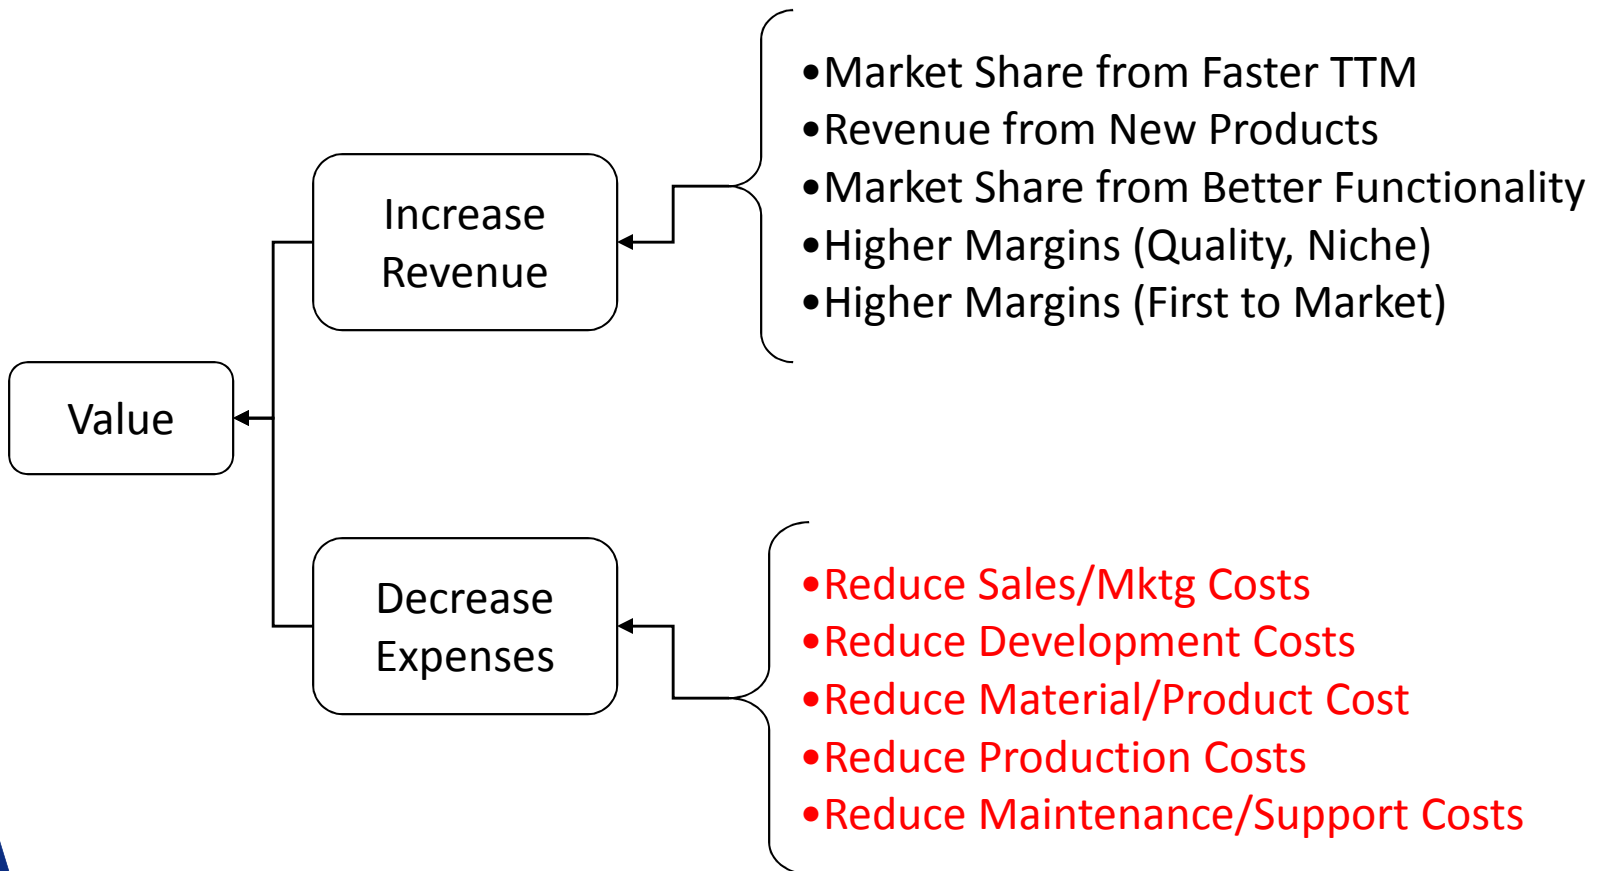 •Market Share from Faster TTM
•Revenue from New Products
•Market Share from Better Functionality
•Higher Margins (Quality, Niche)
•Higher Margins (First to Market)
Increase
Revenue
Value
Decrease
Expenses
•Reduce Sales/Mktg Costs
•Reduce Development Costs
•Reduce Material/Product Cost
•Reduce Production Costs
•Reduce Maintenance/Support Costs